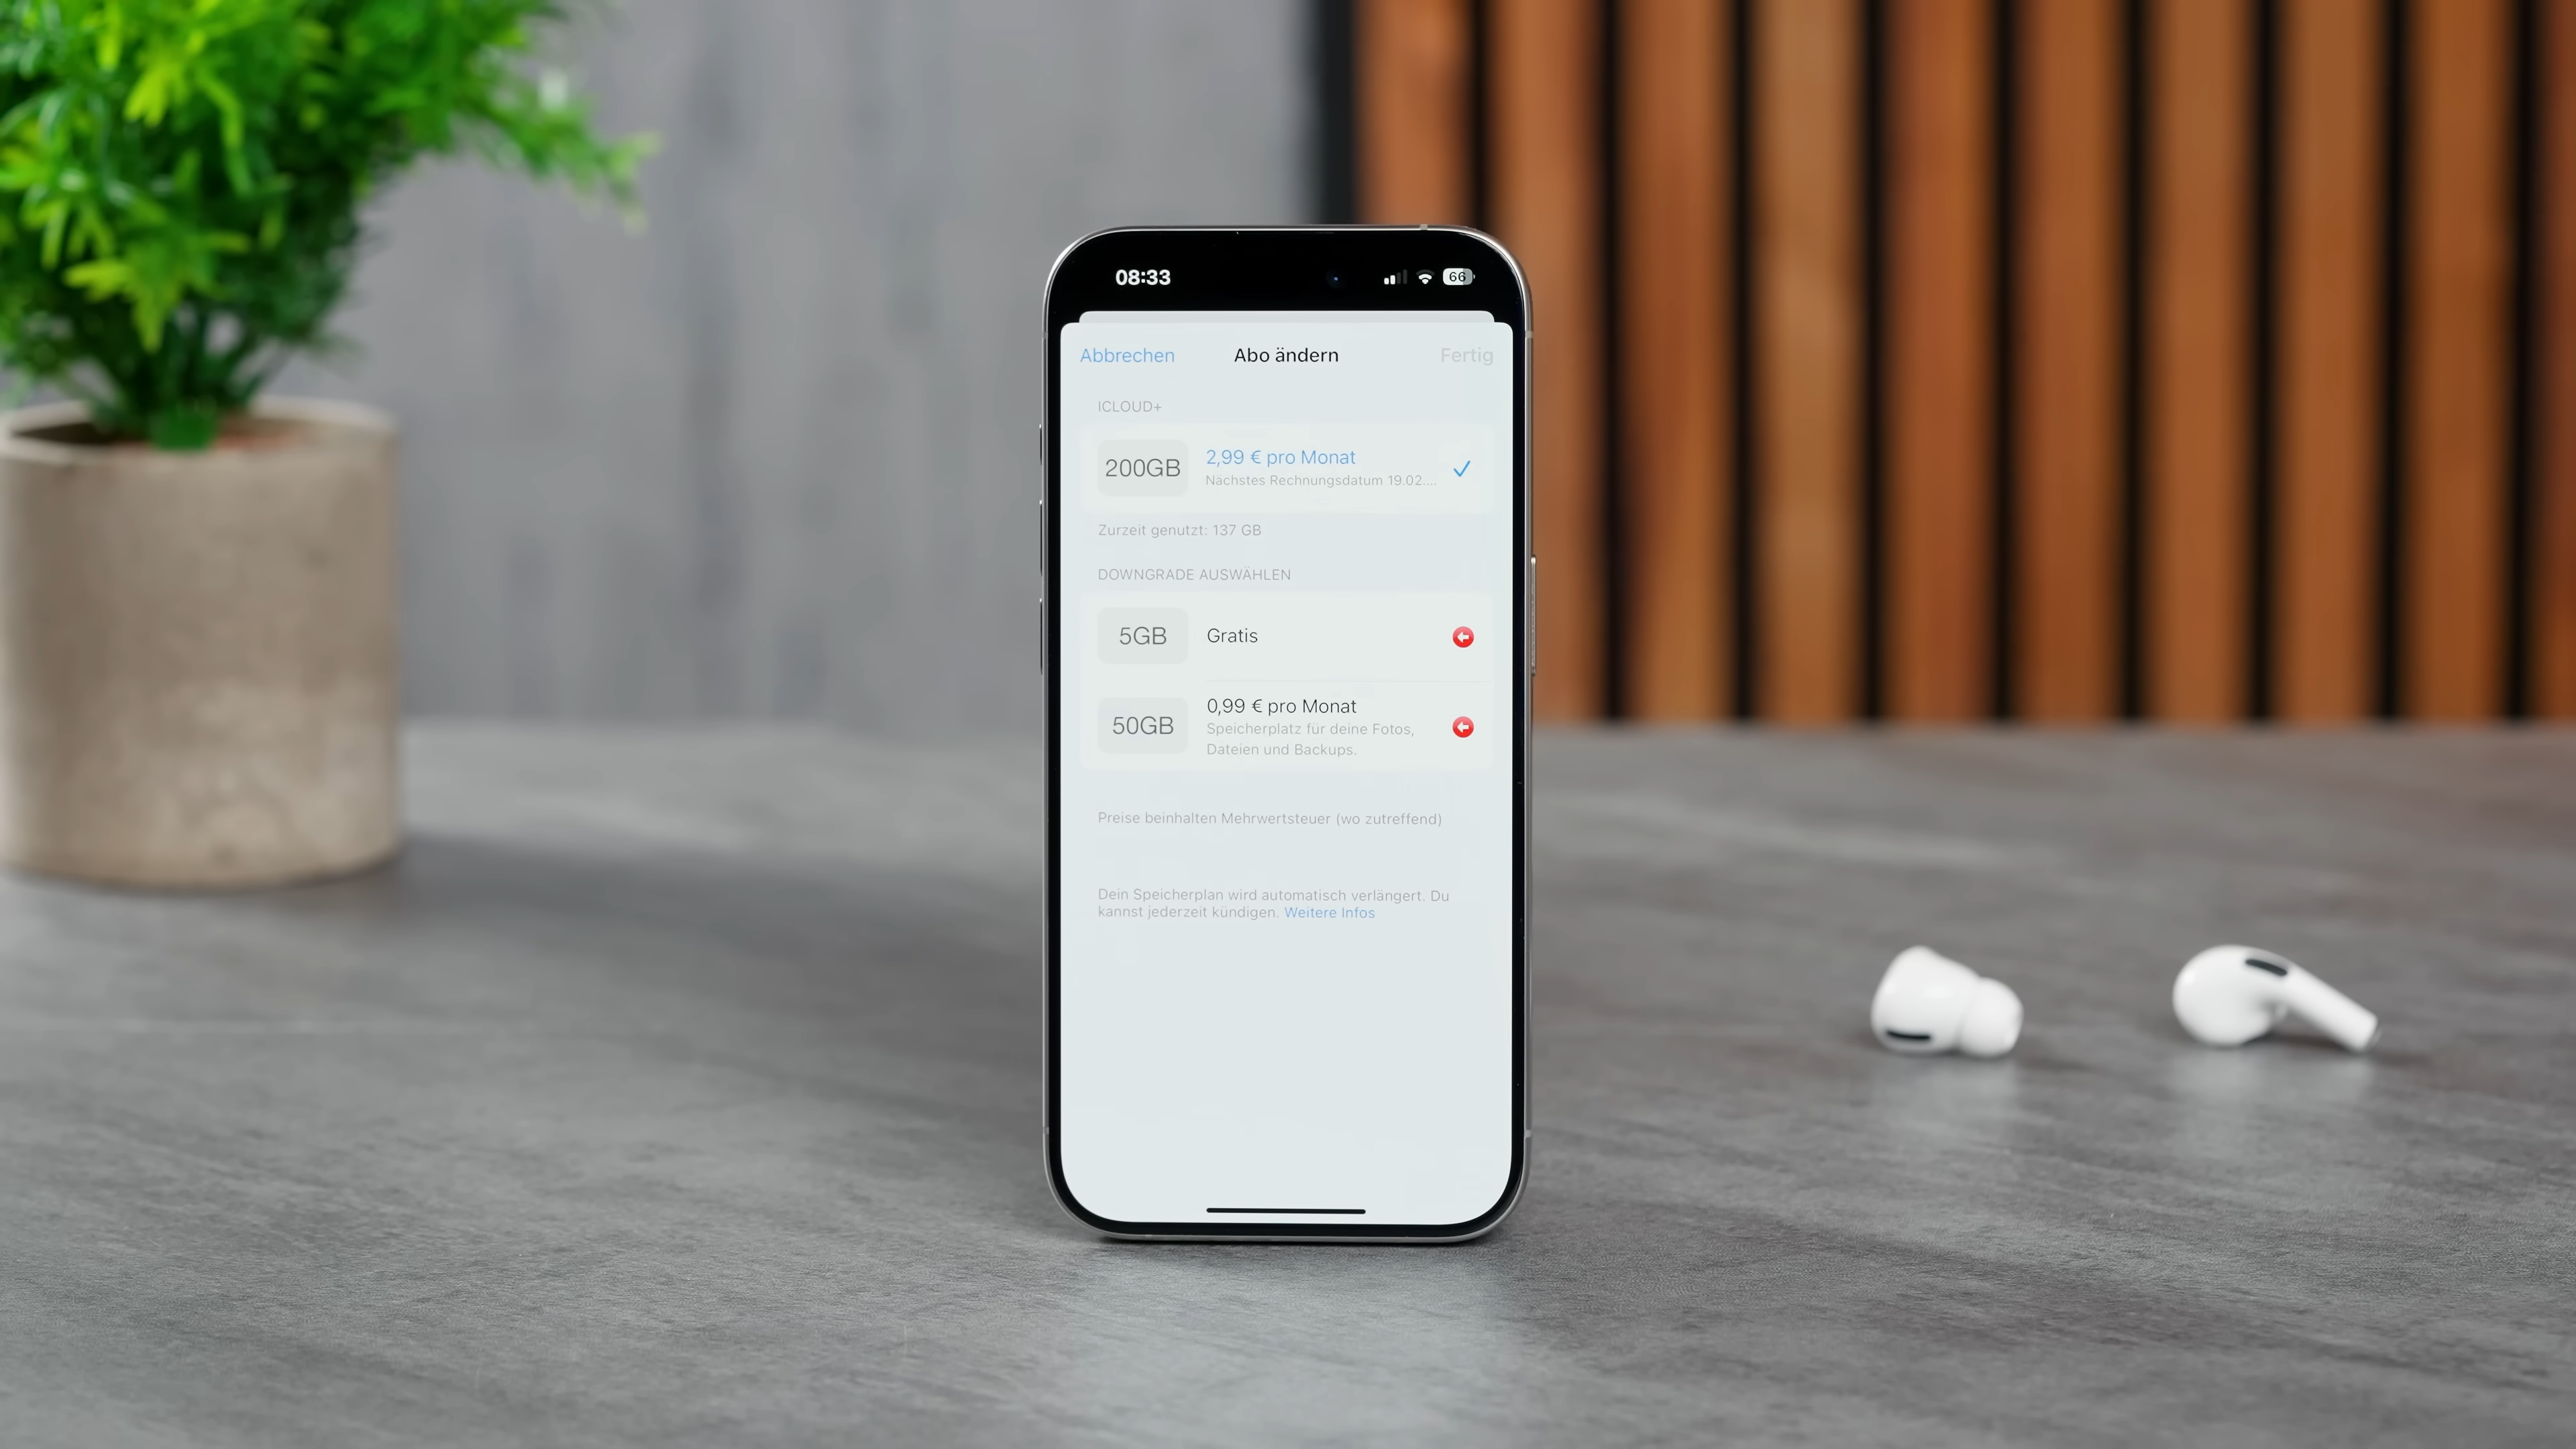 08:33
66
Abbrechen
Abo ändern
Fertig
ICLOUD+
200GB
2,99 € pro Monat
Nächstes Rechnungsdatum 19.02....
Zurzeit genutzt: 137 GB
DOWNGRADE AUSWÄHLEN
5GB
Gratis
50GB
0,99 € pro Monat
Speicherplatz für deine Fotos,
Dateien und Backups.
Preise beinhalten Mehrwertsteuer (wo zutreffend)
Dein Speicherplan wird automatisch verlängert. Du
kannst jederzeit kündigen. Weitere Infos